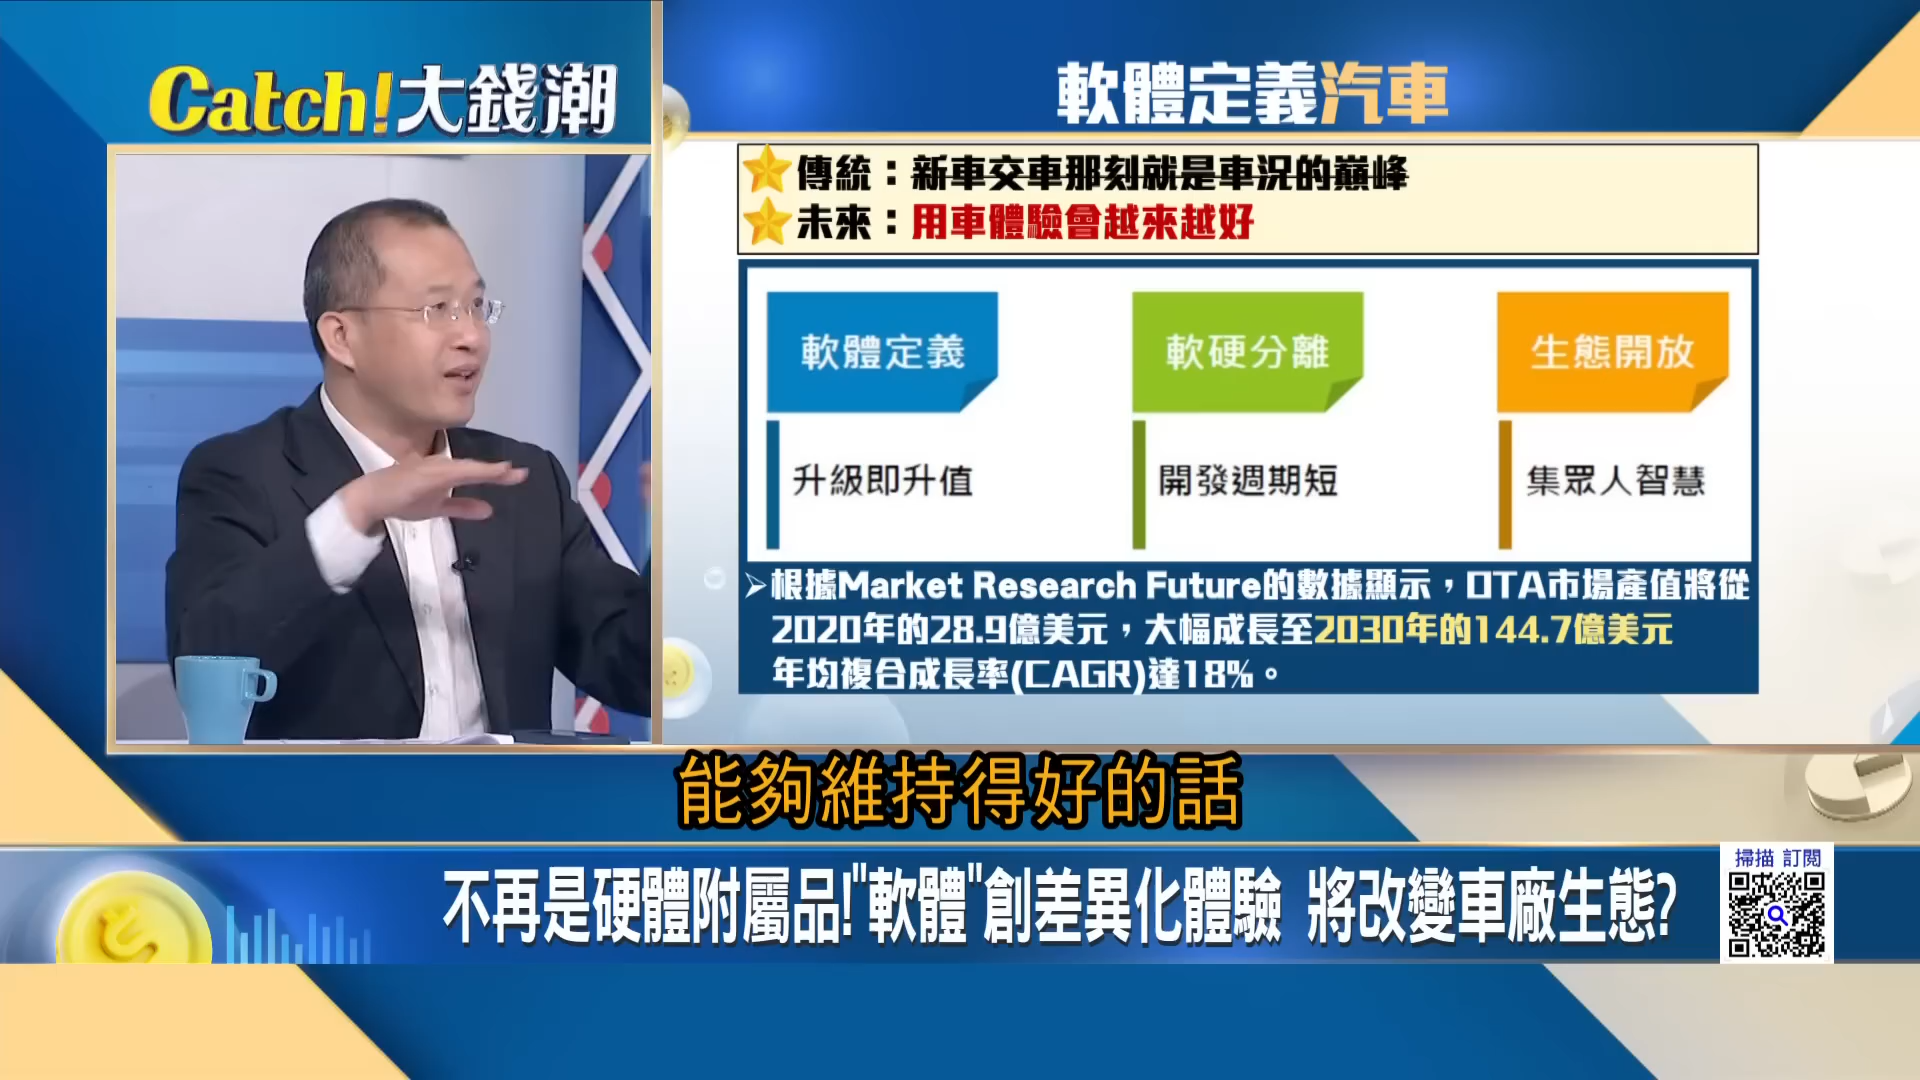 Catch!大錢潮
軟體定義汽車
傳統：新車交車那刻就是車況的巔峰
未來：用車體驗會越來越好
軟體定義
軟硬分離
生態開放
升級即升值
開發週期短
集眾人智慧
➢根據Market Research Future的數據顯示，OTA市場產值將從
2020年的28.9億美元，大幅成長至2030年的144.7億美元
年均複合成長率(CAGR)達18%。
能夠維持得好的話
不再是硬體附屬品!"軟體"創差異化體驗 將改變車廠生態?
掃描 訂閱